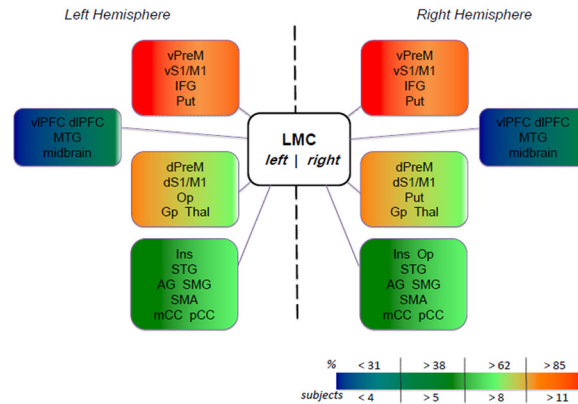 Left Hemisphere
Right Hemisphere
vPreM
vS1/M1
IFG
Put
vPreM
vS1/M1
IFG
Put
vlPFC dlPFC
MTG
midbrain
LMC
left | right
vlPFC dlPFC
MTG
midbrain
dPreM
dS1/M1
Op
Gp Thal
dPreM
dS1/M1
Put
Gp Thal
Ins
STG
AG SMG
SMA
mCC pCC
Ins Op
STG
AG SMG
SMA
mCC pCC
% < 31 > 38 > 62 > 85
subjects < 4 > 5 > 8 > 11